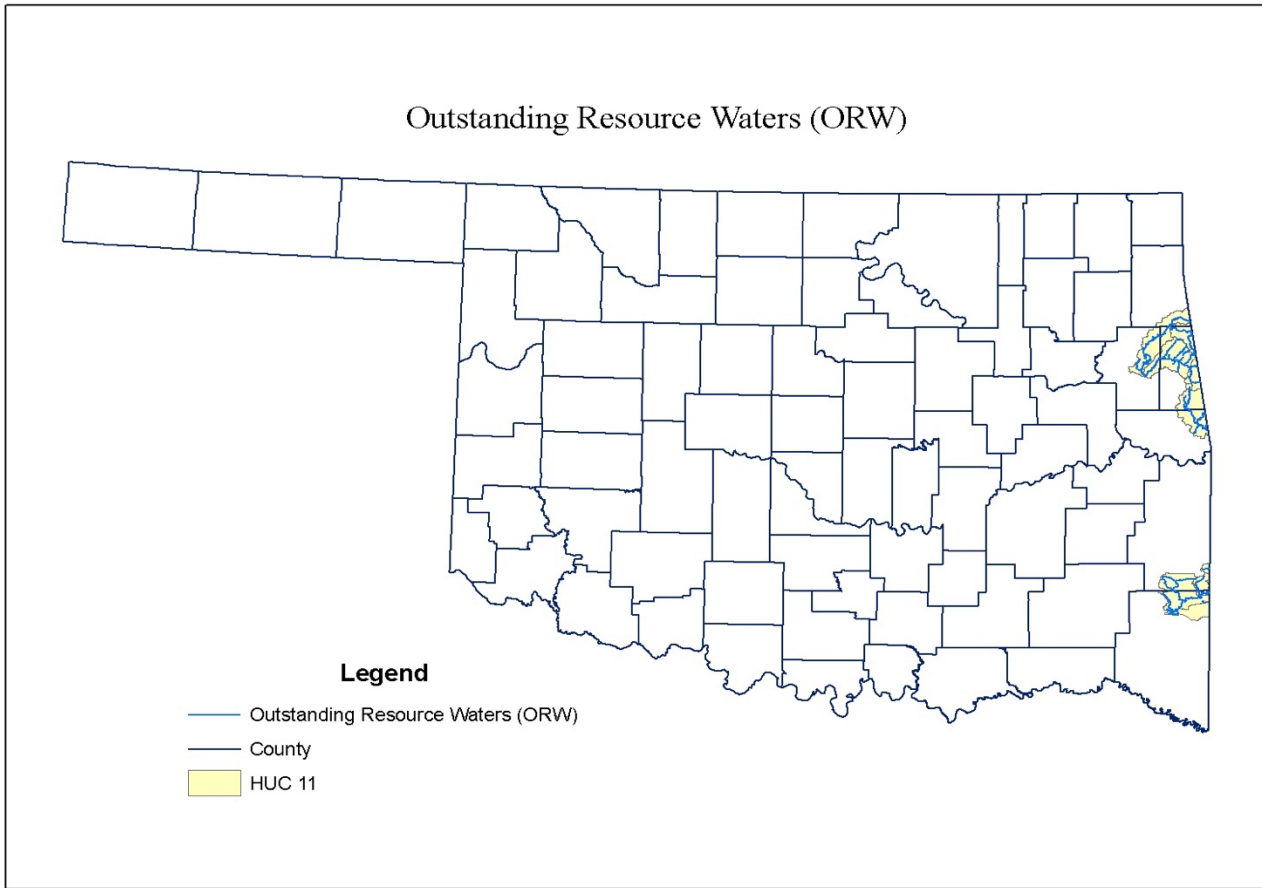 Outstanding Resource Waters (ORW)
Legend
Outstanding Resource Waters (ORW)
County
HUC 11